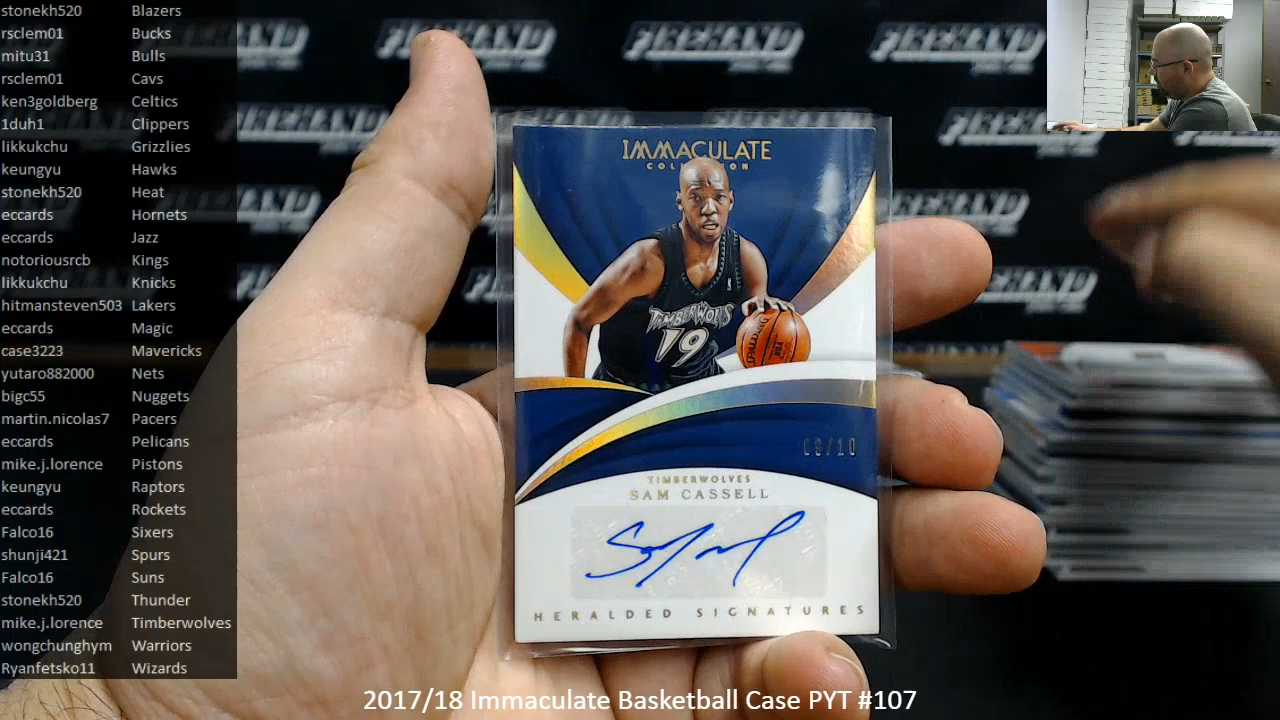 stonekh520 Blazers
rsclem01 Bucks
mitu31 Bulls
rsclem01 Cavs
ken3goldberg Celtics
1duh1 Clippers
likkukchu Grizzlies
keungyu Hawks
stonekh520 Heat
eccards Hornets
eccards Jazz
notoriousrcb Kings
likkukchu Knicks
hitmansteven503 Lakers
eccards Magic
case3223 Mavericks
yutaro882000 Nets
bigc55 Nuggets
martin.nicolas7 Pacers
eccards Pelicans
mike.j.lorence Pistons
keungyu Raptors
eccards Rockets
Falco16 Sixers
shunji421 Spurs
Falco16 Suns
stonekh520 Thunder
mike.j.lorence Timberwolves
wongchunghym Warriors
Ryanfetsko11 Wizards
FIREHAND FIREHAND FIREHAND
IMMACULATE
TIMBERWOLVES
19
SPALDING
09/10
TIMBERWOLVES
SAM CASSELL
HERALDED SIGNATURES
2017/18 Immaculate Basketball Case PYT #107